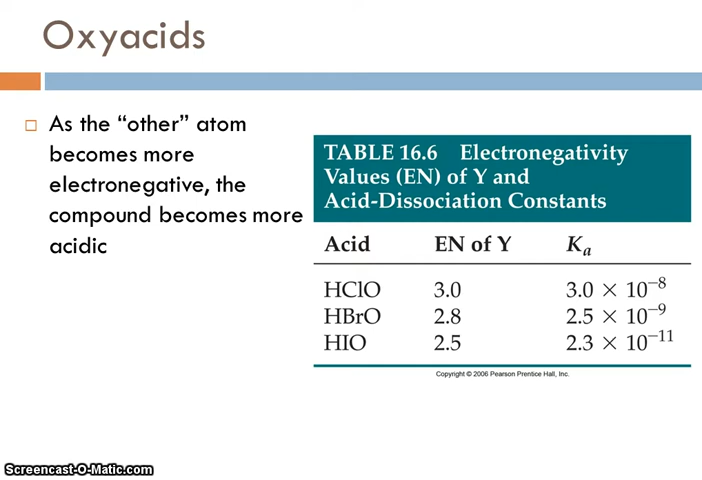 Oxyacids
As the “other” atom
becomes more
electronegative, the
compound becomes more
acidic
TABLE 16.6 Electronegativity
Values (EN) of Y and
Acid-Dissociation Constants
Acid EN of Y Kₐ
HClO 3.0 3.0 × 10⁻⁸
HBrO 2.8 2.5 × 10⁻⁹
HIO 2.5 2.3 × 10⁻¹¹
Copyright © 2006 Pearson Prentice Hall, Inc.
Screencast-O-Matic.com